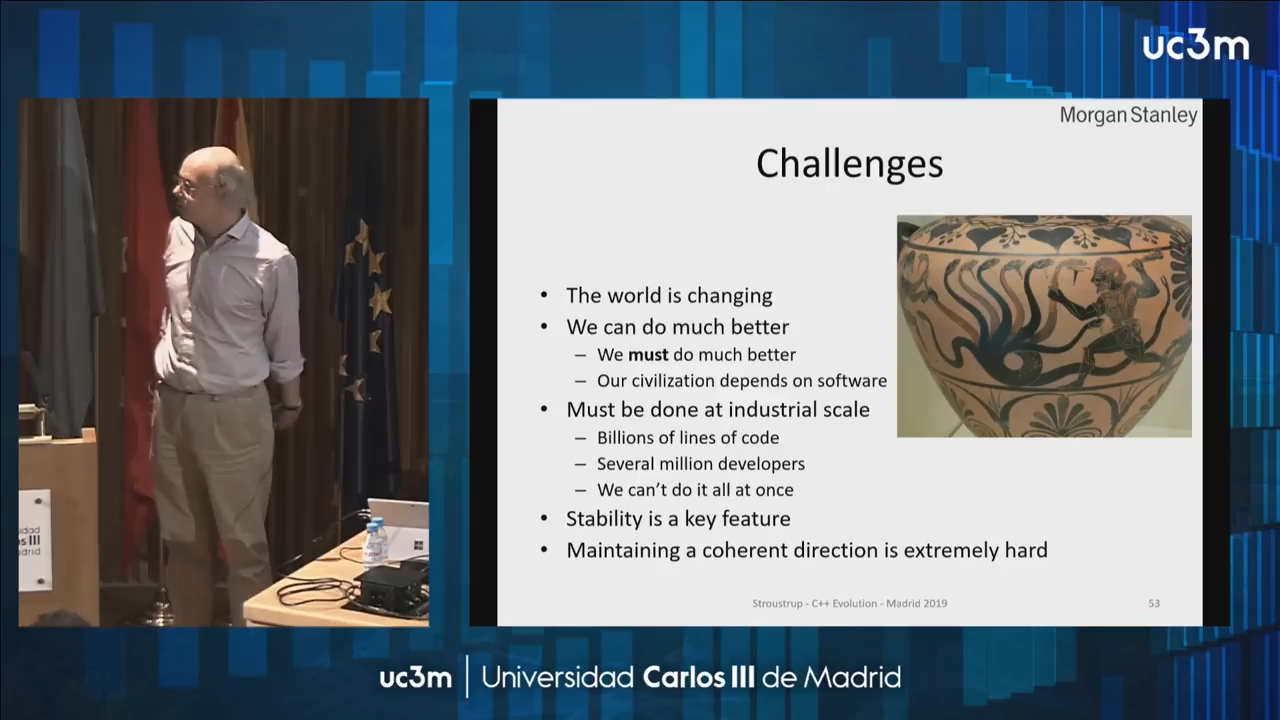 uc3m
Morgan Stanley
Challenges
• The world is changing
• We can do much better
– We must do much better
– Our civilization depends on software
• Must be done at industrial scale
– Billions of lines of code
– Several million developers
– We can't do it all at once
• Stability is a key feature
• Maintaining a coherent direction is extremely hard
Stroustrup - C++ Evolution - Madrid 2019
53
uc3m | Universidad Carlos III de Madrid